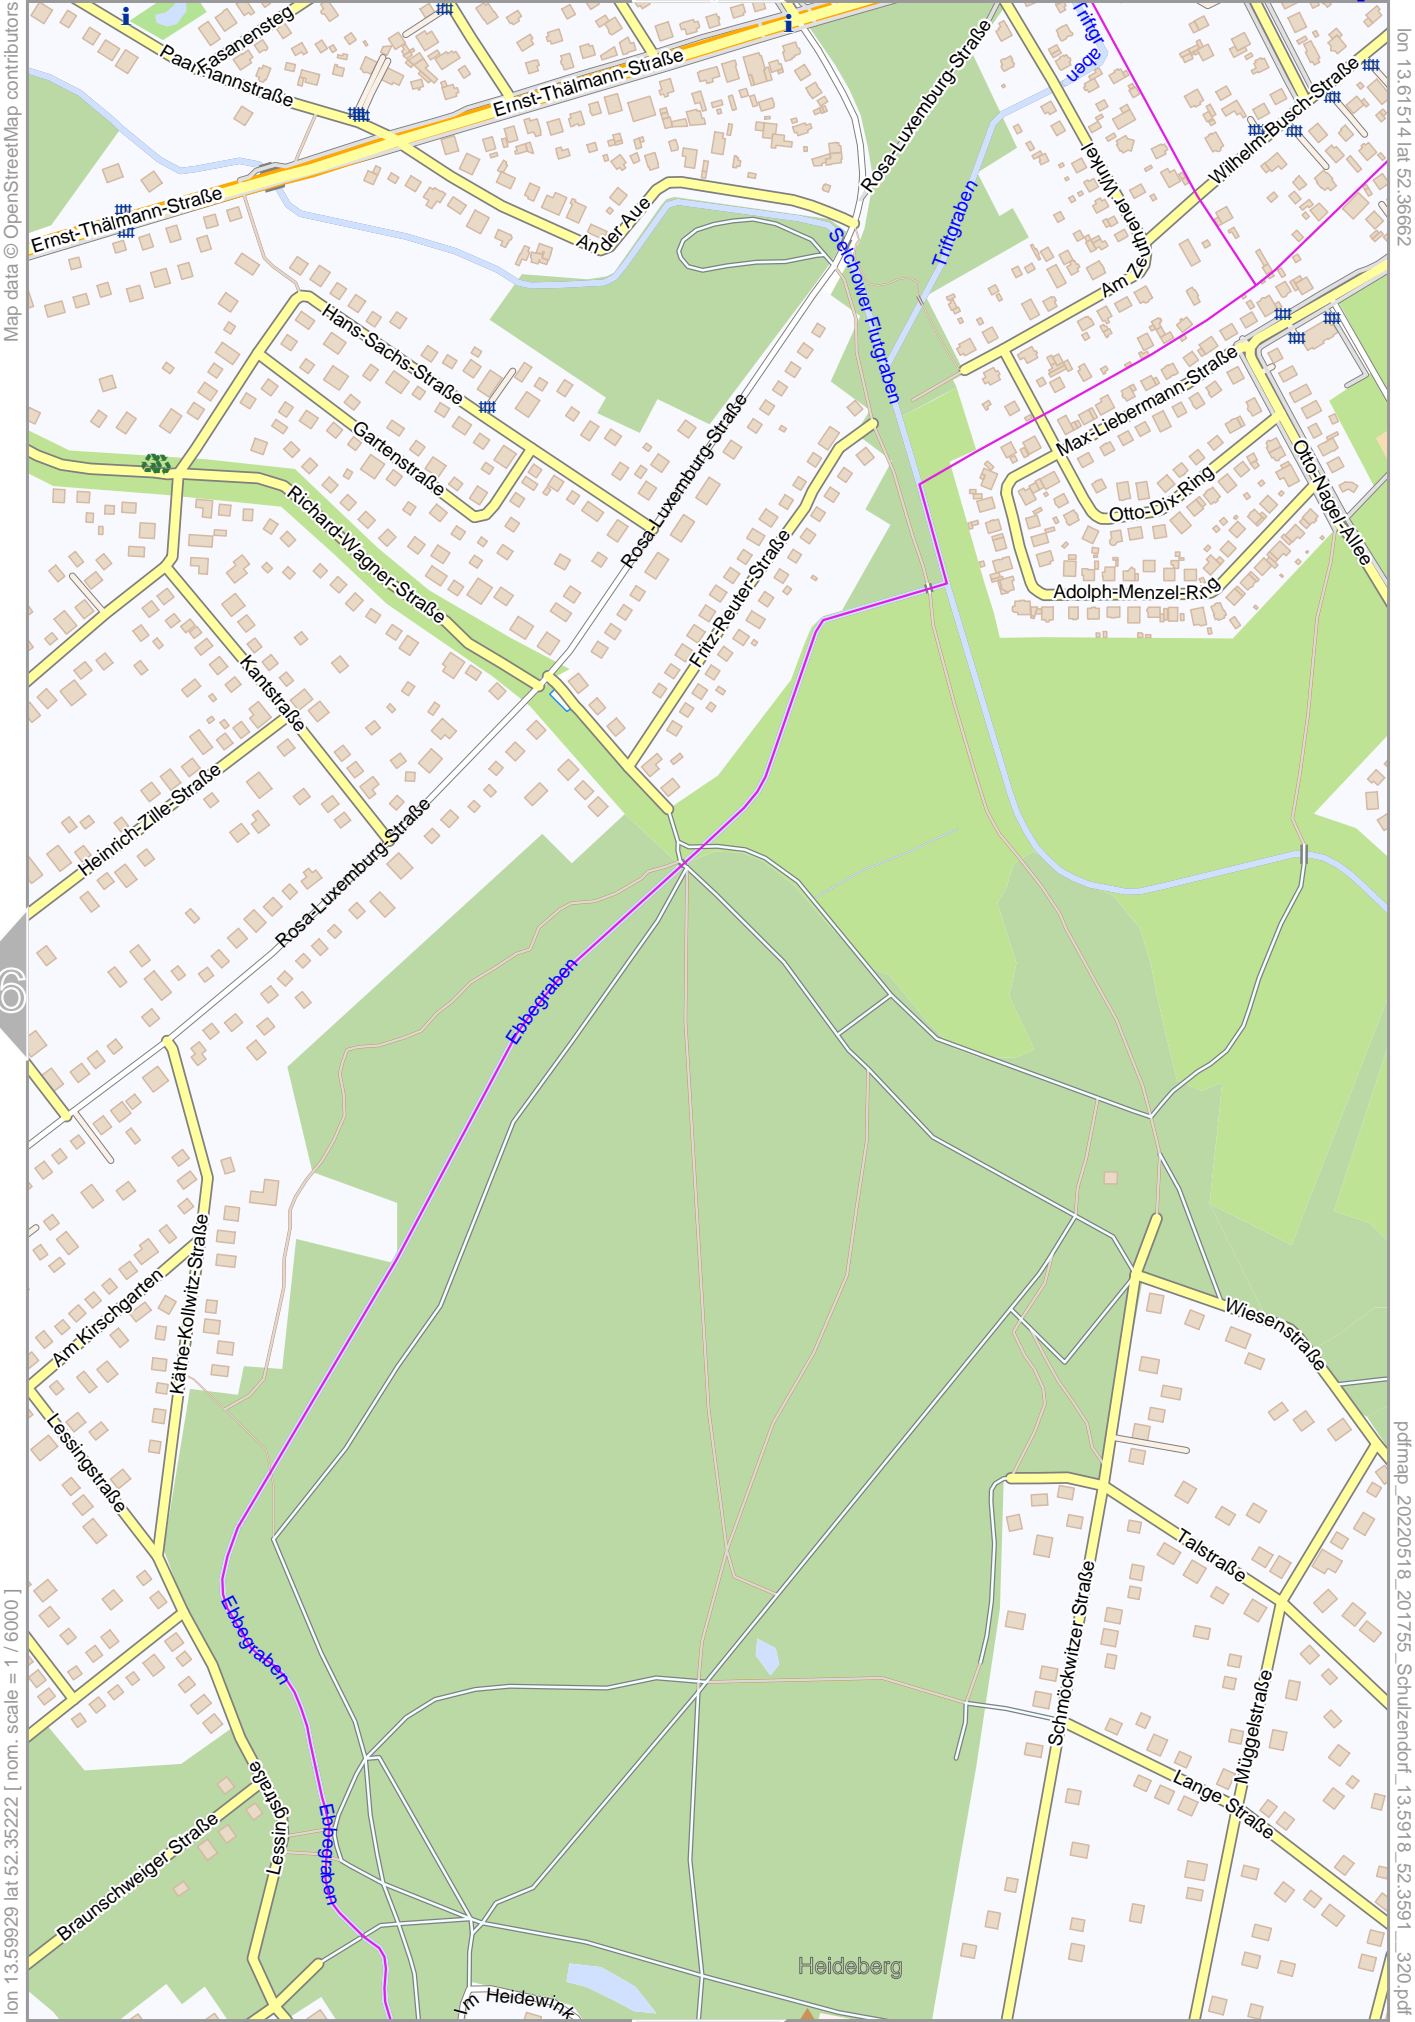 Map data © OpenStreetMap contributors
lon 13.61514 lat 52.36662
Fasanensteg
Paarmannstraße
Ernst-Thälmann-Straße
Rosa-Luxemburg-Straße
Triftgraben
Wilhelm-Busch-Straße
Am Zeuthener Winkel
Ernst-Thälmann-Straße
An der Aue
Triftgraben
Selchower Flutgraben
Hans-Sachs-Straße
Max-Liebermann-Straße
Gartenstraße
Rosa-Luxemburg-Straße
Otto-Dix-Ring
Otto-Nagel-Allee
Richard-Wagner-Straße
Fritz-Reuter-Straße
Adolph-Menzel-Ring
Kantstraße
Heinrich-Zille-Straße
Rosa-Luxemburg-Straße
6
Ebbegraben
Käthe-Kollwitz-Straße
Am Kirschgarten
Wiesenstraße
Lessingstraße
Talstraße
Ebbegraben
Schmöckwitzer Straße
Müggelstraße
Lange Straße
Lessingstraße
Ebbegraben
Braunschweiger Straße
Heideberg
Im Heidewink
lon 13.59929 lat 52.35222 [ nom. scale = 1 / 6000 ]
pdfmap_20220518_201755_Schulzendorf_13.5918_52.3591__320.pdf